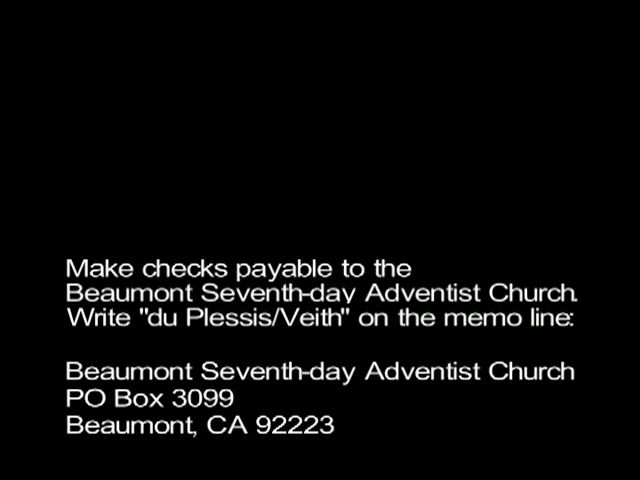 Make checks payable to the
Beaumont Seventh-day Adventist Church.
Write "du Plessis/Veith" on the memo line:
Beaumont Seventh-day Adventist Church
PO Box 3099
Beaumont, CA 92223